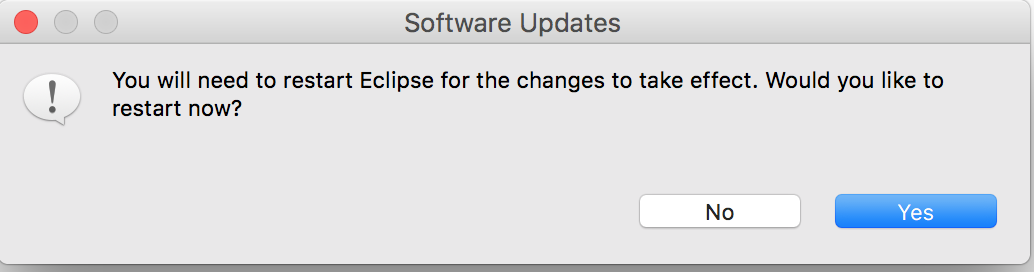 Software Updates
You will need to restart Eclipse for the changes to take effect. Would you like to
restart now?
No
Yes